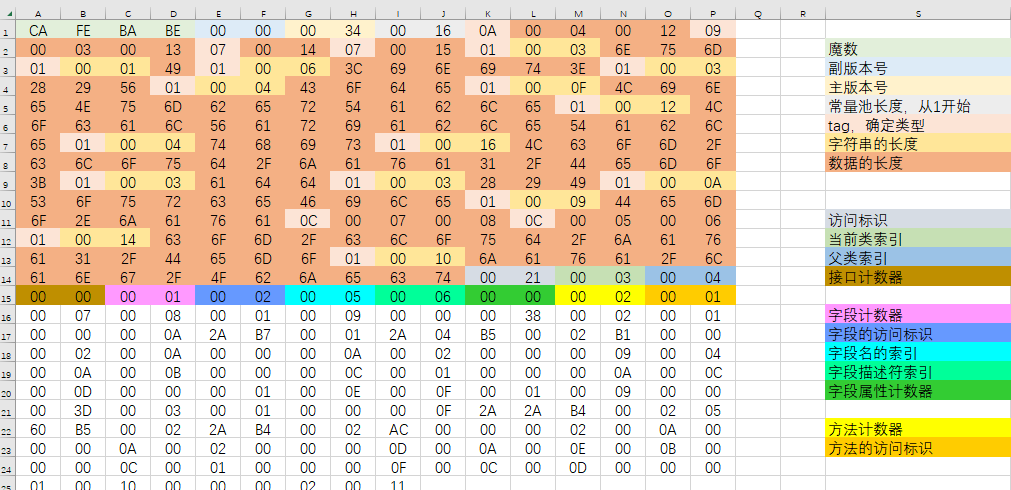 A B C D E F G H I J K L M N O P Q R S
1 CA FE BA BE 00 00 00 34 00 16 0A 00 04 00 12 09
2 00 03 00 13 07 00 14 07 00 15 01 00 03 6E 75 6D 魔数
3 01 00 01 49 01 00 06 3C 69 6E 69 74 3E 01 00 03 副版本号
4 28 29 56 01 00 04 43 6F 64 65 01 00 0F 4C 69 6E 主版本号
5 65 4E 75 6D 62 65 72 54 61 62 6C 65 01 00 12 4C 常量池长度，从1开始
6 6F 63 61 6C 56 61 72 69 61 62 6C 65 54 61 62 6C tag，确定类型
7 65 01 00 04 74 68 69 73 01 00 16 4C 63 6F 6D 2F 字符串的长度
8 63 6C 6F 75 64 2F 6A 61 76 61 31 2F 44 65 6D 6F 数据的长度
9 3B 01 00 03 61 64 64 01 00 03 28 29 49 01 00 0A
10 53 6F 75 72 63 65 46 69 6C 65 01 00 09 44 65 6D
11 6F 2E 6A 61 76 61 0C 00 07 00 08 0C 00 05 00 06 访问标识
12 01 00 14 63 6F 6D 2F 63 6C 6F 75 64 2F 6A 61 76 当前类索引
13 61 31 2F 44 65 6D 6F 01 00 10 6A 61 76 61 2F 6C 父类索引
14 61 6E 67 2F 4F 62 6A 65 63 74 00 21 00 03 00 04 接口计数器
15 00 00 00 01 00 02 00 05 00 06 00 00 00 02 00 01
16 00 07 00 08 00 01 00 09 00 00 00 38 00 02 00 01 字段计数器
17 00 00 00 0A 2A B7 00 01 2A 04 B5 00 02 B1 00 00 字段的访问标识
18 00 02 00 0A 00 00 00 0A 00 02 00 00 00 09 00 04 字段名的索引
19 00 0A 00 0B 00 00 00 0C 00 01 00 00 00 0A 00 0C 字段描述符索引
20 00 0D 00 00 00 01 00 0E 00 0F 00 01 00 09 00 00 字段属性计数器
21 00 3D 00 03 00 01 00 00 00 0F 2A 2A B4 00 02 05
22 60 B5 00 02 2A B4 00 02 AC 00 00 00 02 00 0A 00 方法计数器
23 00 00 0A 00 02 00 00 00 0D 00 0A 00 0E 00 0B 00 方法的访问标识
24 00 00 0C 00 01 00 00 00 0F 00 0C 00 0D 00 00 00
25 01 00 10 00 00 00 02 00 11